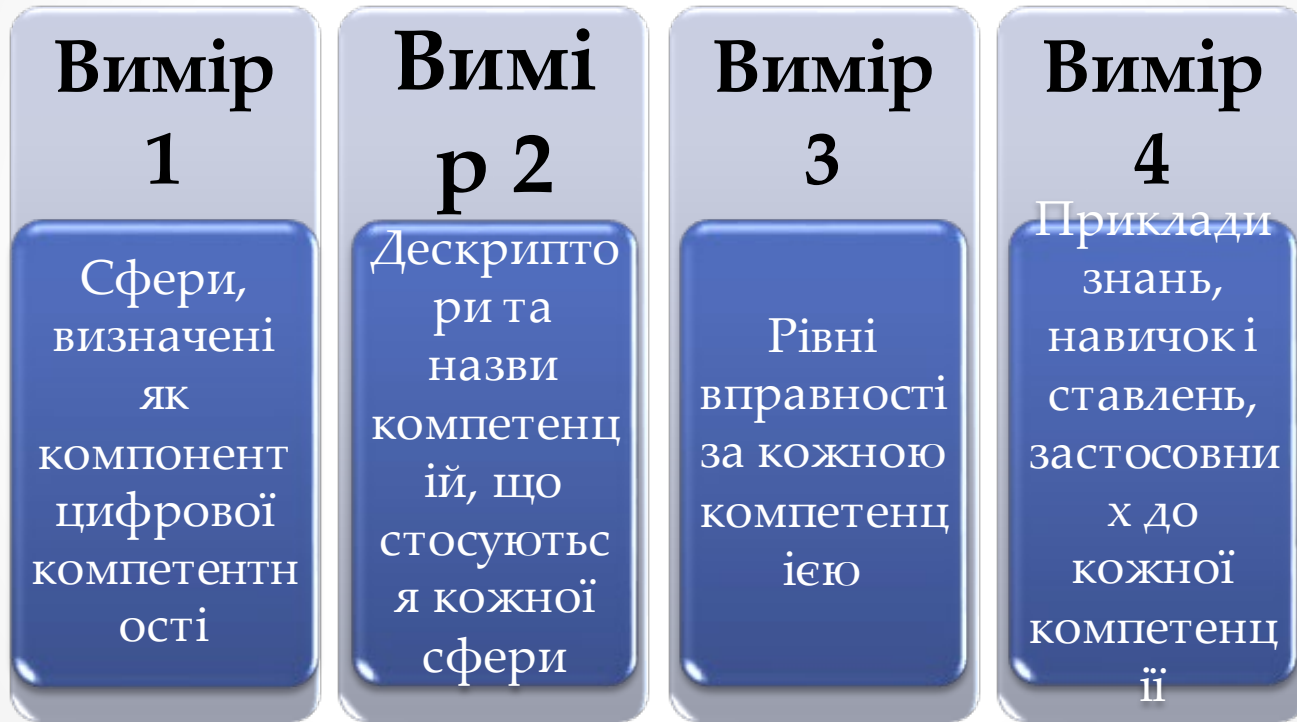 Вимір
1
Сфери,
визначені
як
компонент
цифрової
компетентн
ості
Вимі
р 2
Дескрипто
ри та
назви
компетенц
ій, що
стосуютьс
я кожної
сфери
Вимір
3
Рівні
вправності
за кожною
компетенц
ією
Вимір
4
Приклади
знань,
навичок і
ставлень,
застосовни
х до
кожної
компетенц
ії